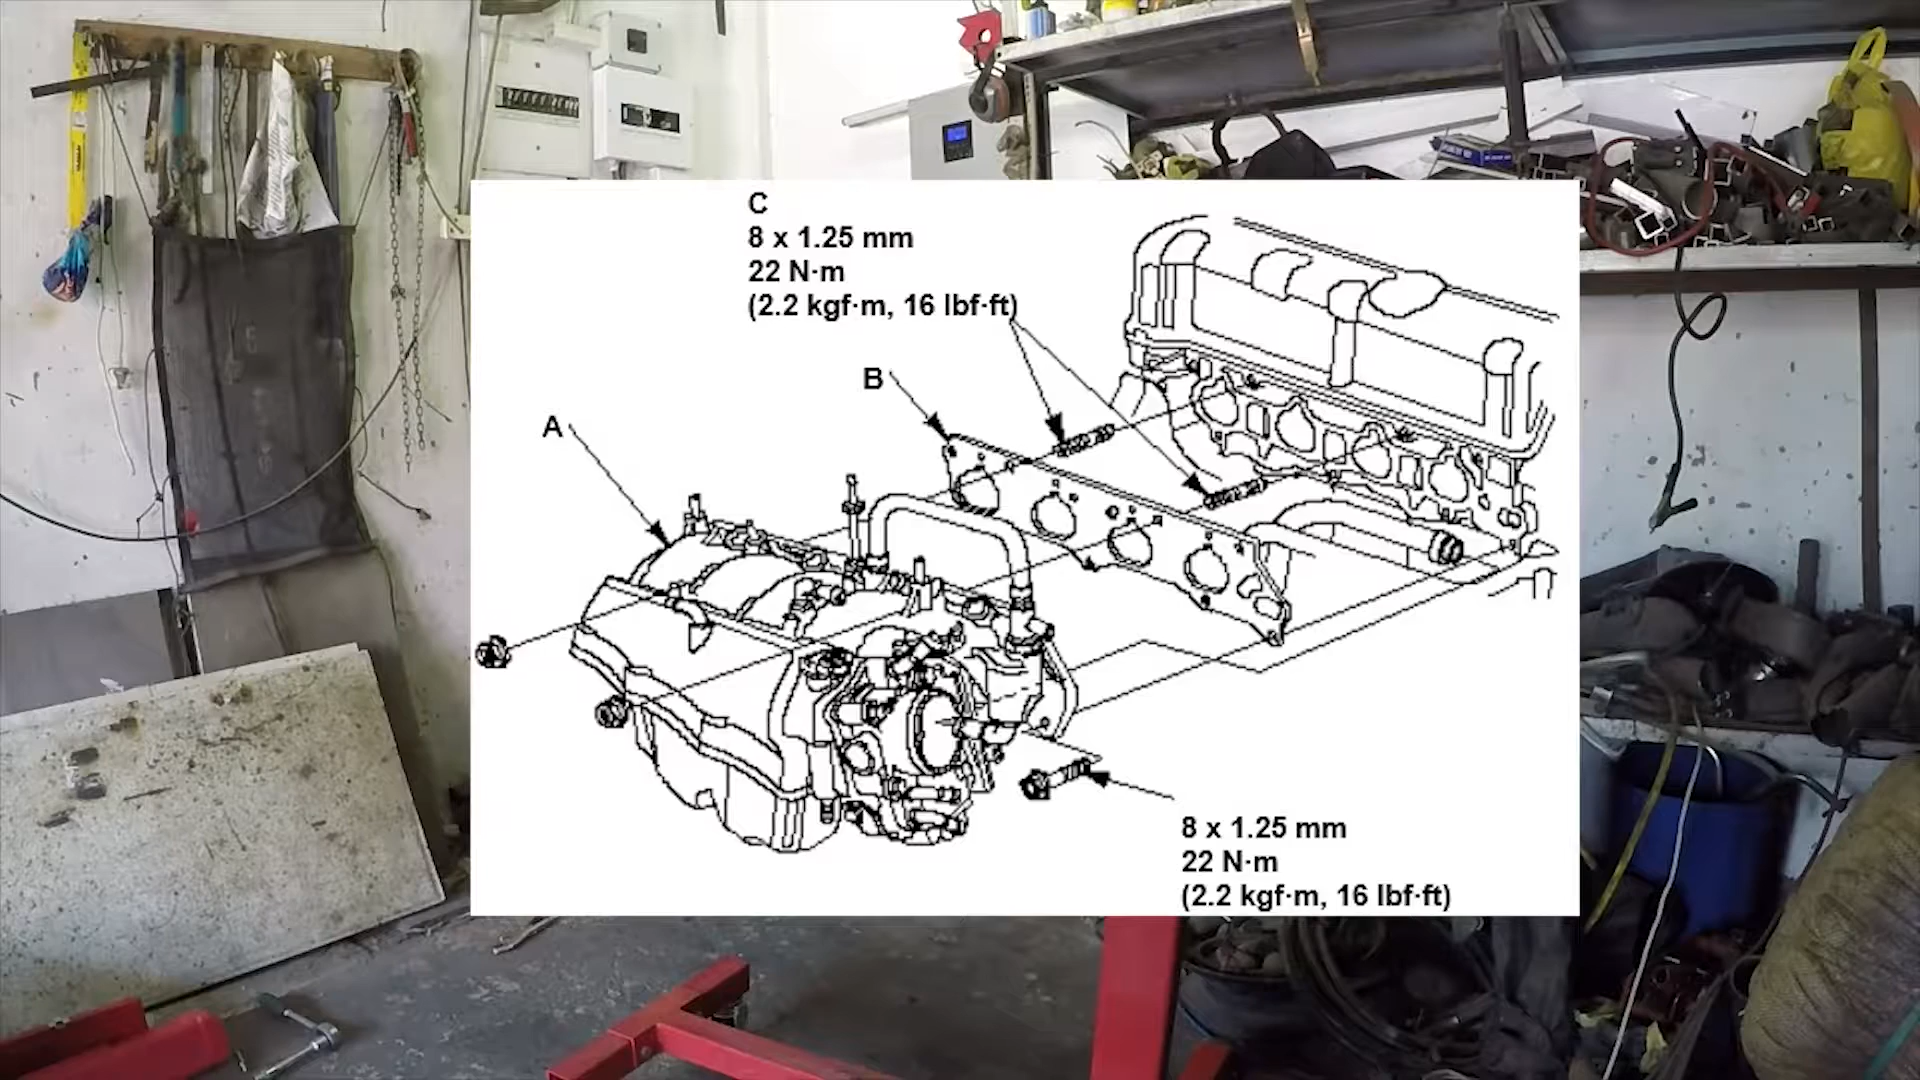 C
8 x 1.25 mm
22 N·m
(2.2 kgf·m, 16 lbf·ft)
B
A
8 x 1.25 mm
22 N·m
(2.2 kgf·m, 16 lbf·ft)